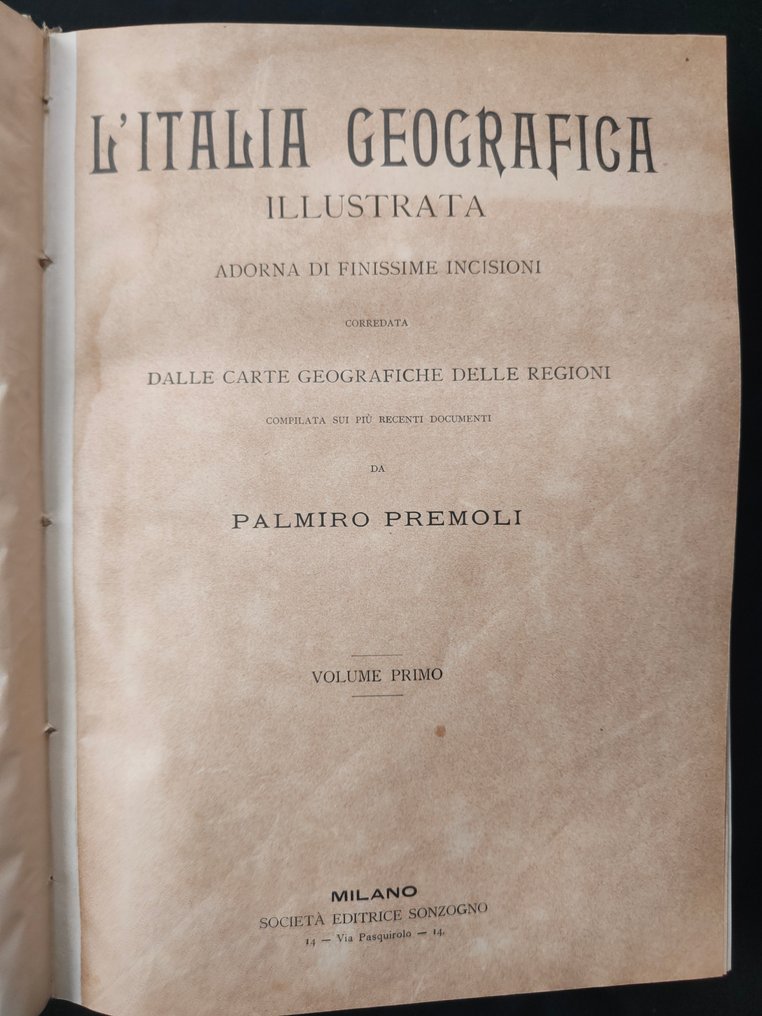 L'ITALIA GEOGRAFICA
ILLUSTRATA
ADORNA DI FINISSIME INCISIONI
CORREDATA
DALLE CARTE GEOGRAFICHE DELLE REGIONI
COMPILATA SUI PIÙ RECENTI DOCUMENTI
DA
PALMIRO PREMOLI
VOLUME PRIMO
MILANO
SOCIETÀ EDITRICE SONZOGNO
14 — Via Pasquirolo — 14.